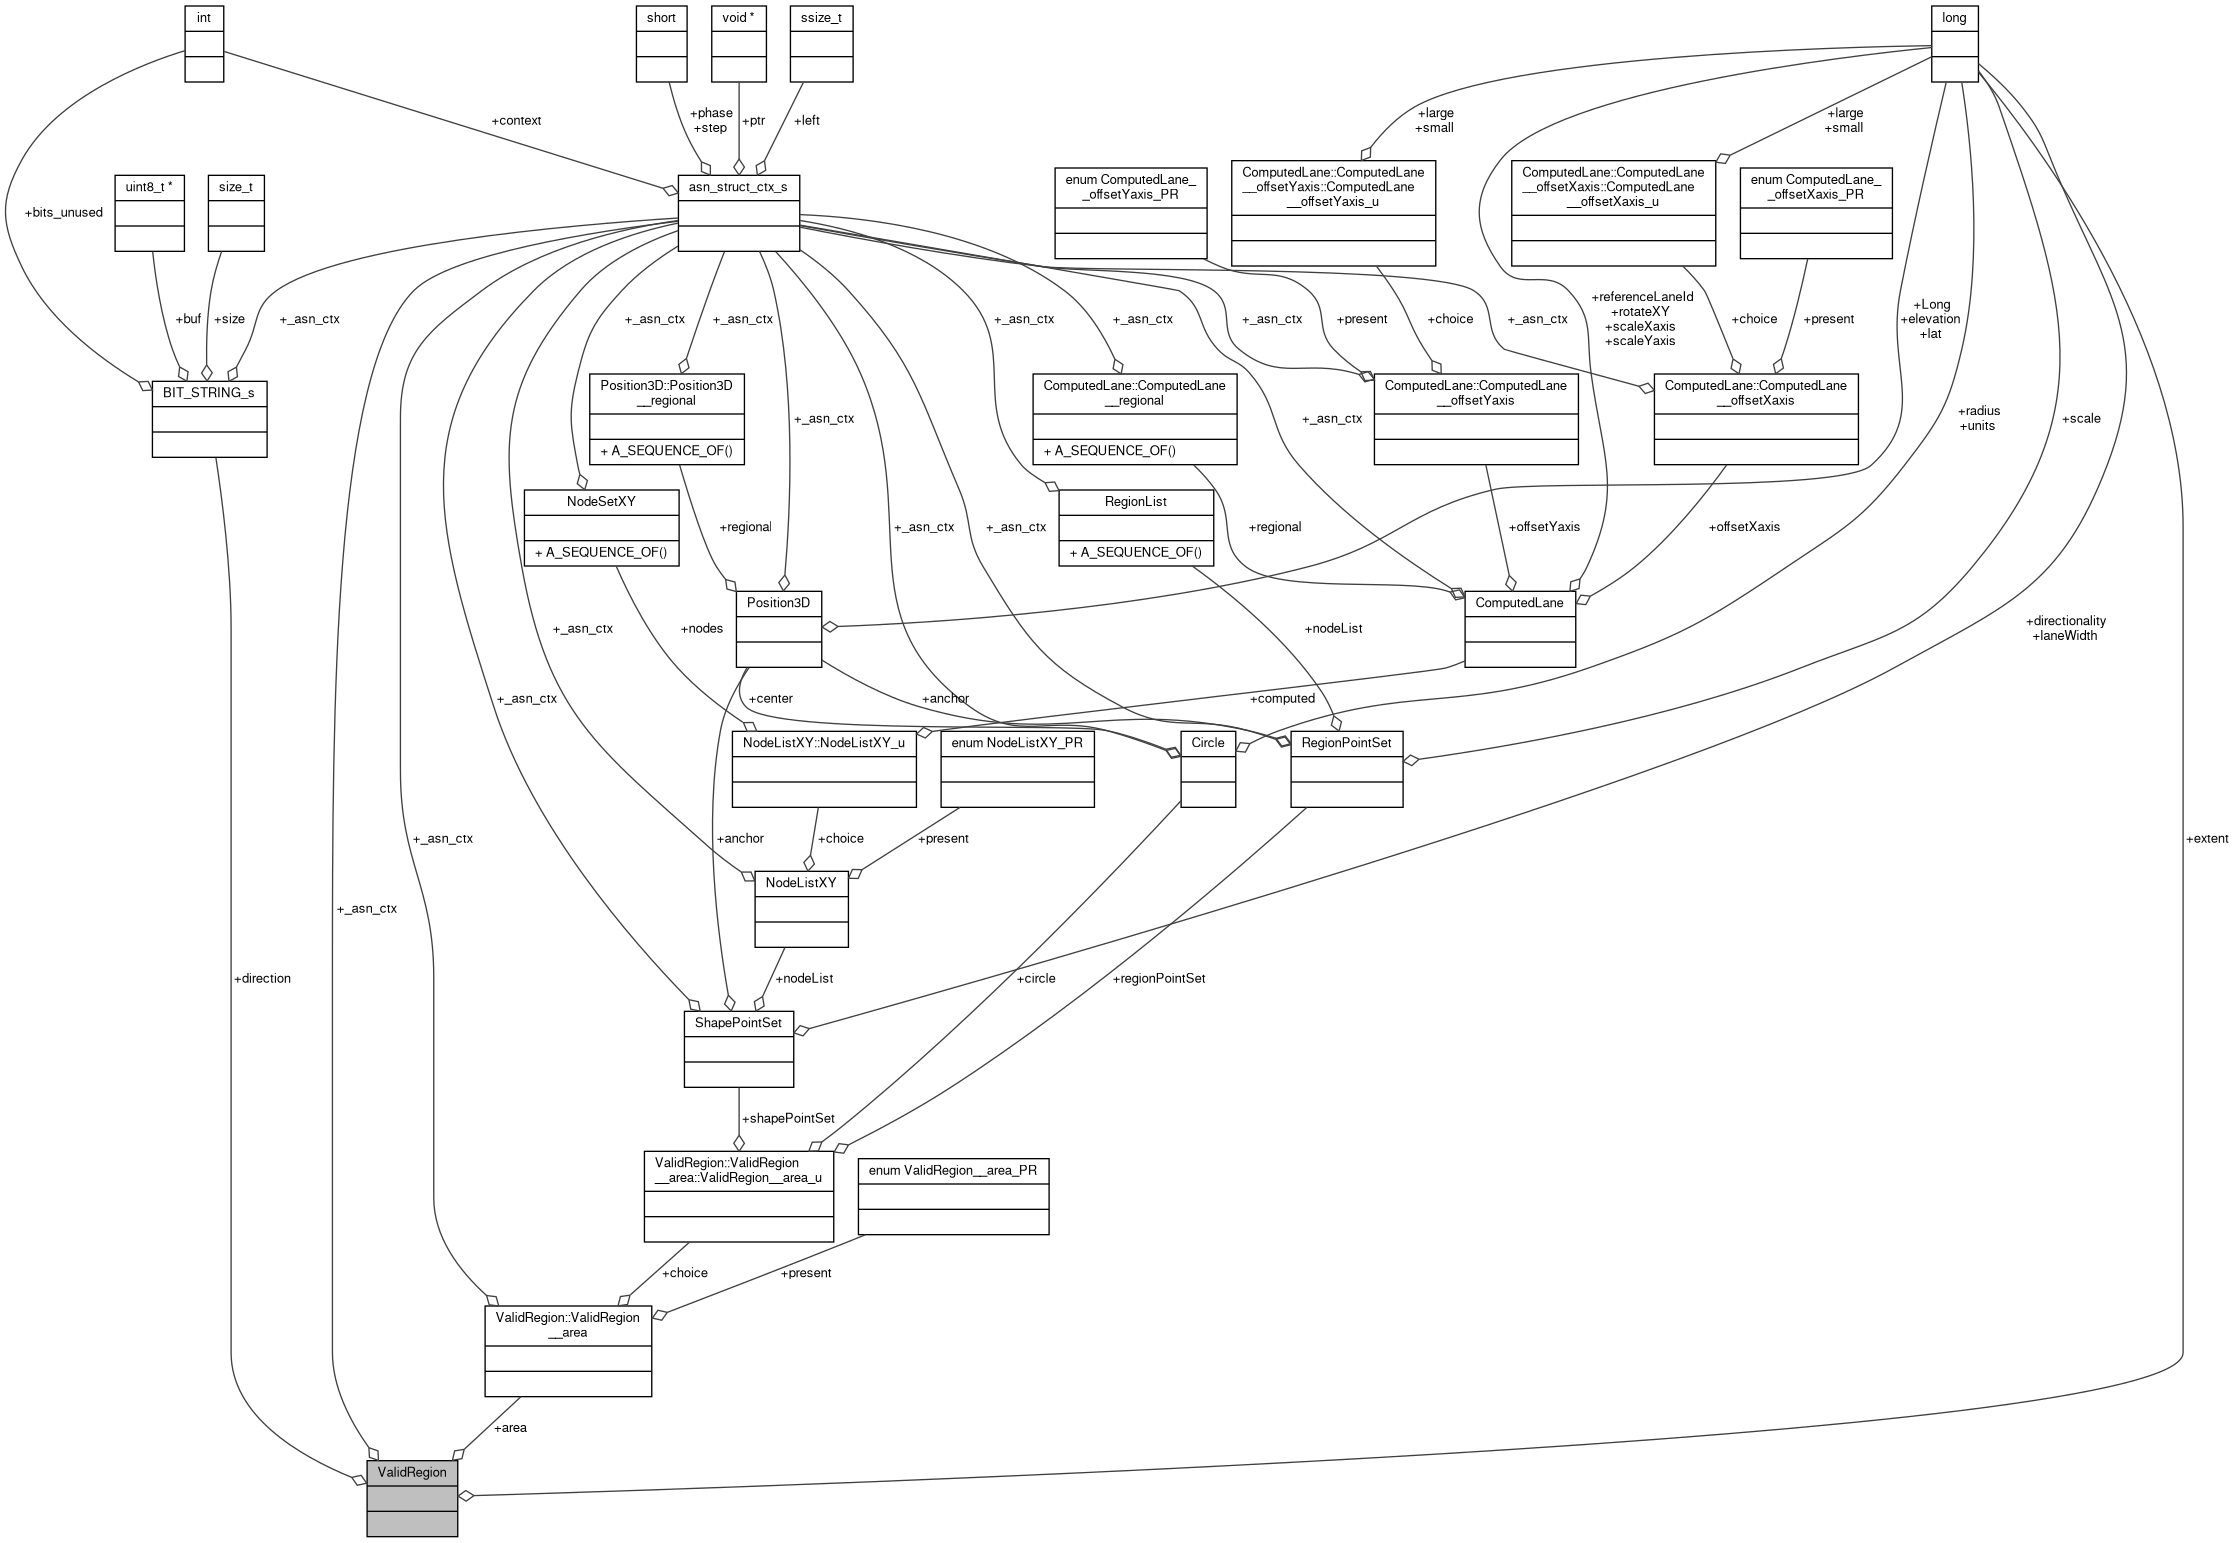 int
short
void *
ssize_t
long
+phase
+step
+ptr
+left
+context
+large
+small
+large
+small
ComputedLane::ComputedLane
__offsetYaxis::ComputedLane
__offsetYaxis_u
ComputedLane::ComputedLane
__offsetXaxis::ComputedLane
__offsetXaxis_u
enum ComputedLane_
_offsetYaxis_PR
enum ComputedLane_
_offsetXaxis_PR
uint8_t *
size_t
asn_struct_ctx_s
+bits_unused
+buf
+size
+_asn_ctx
+_asn_ctx
+_asn_ctx
+_asn_ctx
+_asn_ctx
+_asn_ctx
+present
+choice
+_asn_ctx
+choice
+present
+referenceLaneId
+rotateXY
+scaleXaxis
+scaleYaxis
+Long
+elevation
+lat
BIT_STRING_s
Position3D::Position3D
__regional
+ A_SEQUENCE_OF()
+_asn_ctx
ComputedLane::ComputedLane
__regional
+ A_SEQUENCE_OF()
+_asn_ctx
ComputedLane::ComputedLane
__offsetYaxis
ComputedLane::ComputedLane
__offsetXaxis
+radius
+units
+scale
NodeSetXY
+ A_SEQUENCE_OF()
RegionList
+ A_SEQUENCE_OF()
+regional
+_asn_ctx
+_asn_ctx
+regional
+offsetYaxis
+offsetXaxis
Position3D
ComputedLane
+_asn_ctx
+nodes
+nodeList
+directionality
+laneWidth
+_asn_ctx
+center
+anchor
+computed
NodeListXY::NodeListXY_u
enum NodeListXY_PR
Circle
RegionPointSet
+_asn_ctx
+anchor
+choice
+present
+extent
NodeListXY
+_asn_ctx
+direction
+nodeList
+circle
+regionPointSet
ShapePointSet
+shapePointSet
ValidRegion::ValidRegion
__area::ValidRegion__area_u
enum ValidRegion__area_PR
+choice
+present
ValidRegion::ValidRegion
__area
+area
ValidRegion